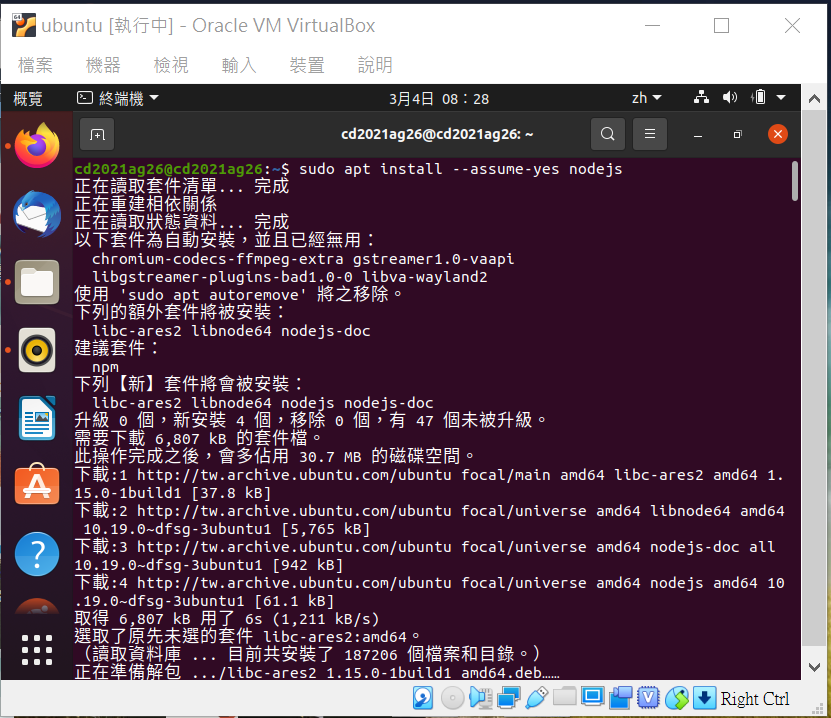 ubuntu [執行中] - Oracle VM VirtualBox
檔案 機器 檢視 輸入 裝置 說明
概覽 終端機 3月4日 08：28 zh
cd2021ag26@cd2021ag26: ~
cd2021ag26@cd2021ag26:~$ sudo apt install --assume-yes nodejs
正在讀取套件清單... 完成
正在重建相依關係
正在讀取狀態資料... 完成
以下套件為自動安裝，並且已經無用：
  chromium-codecs-ffmpeg-extra gstreamer1.0-vaapi
  libgstreamer-plugins-bad1.0-0 libva-wayland2
使用 'sudo apt autoremove' 將之移除。
下列的額外套件將被安裝：
  libc-ares2 libnode64 nodejs-doc
建議套件：
  npm
下列【新】套件將會被安裝：
  libc-ares2 libnode64 nodejs nodejs-doc
升級 0 個，新安裝 4 個，移除 0 個，有 47 個未被升級。
需要下載 6,807 kB 的套件檔。
此操作完成之後，會多佔用 30.7 MB 的磁碟空間。
下載:1 http://tw.archive.ubuntu.com/ubuntu focal/main amd64 libc-ares2 amd64 1.
15.0-1build1 [37.8 kB]
下載:2 http://tw.archive.ubuntu.com/ubuntu focal/universe amd64 libnode64 amd64
 10.19.0~dfsg-3ubuntu1 [5,765 kB]
下載:3 http://tw.archive.ubuntu.com/ubuntu focal/universe amd64 nodejs-doc all
10.19.0~dfsg-3ubuntu1 [942 kB]
下載:4 http://tw.archive.ubuntu.com/ubuntu focal/universe amd64 nodejs amd64 10
.19.0~dfsg-3ubuntu1 [61.1 kB]
取得 6,807 kB 用了 6s (1,211 kB/s)
選取了原先未選的套件 libc-ares2:amd64。
（讀取資料庫 ... 目前共安裝了 187206 個檔案和目錄。）
正在準備解包 .../libc-ares2_1.15.0-1build1_amd64.deb……
Right Ctrl